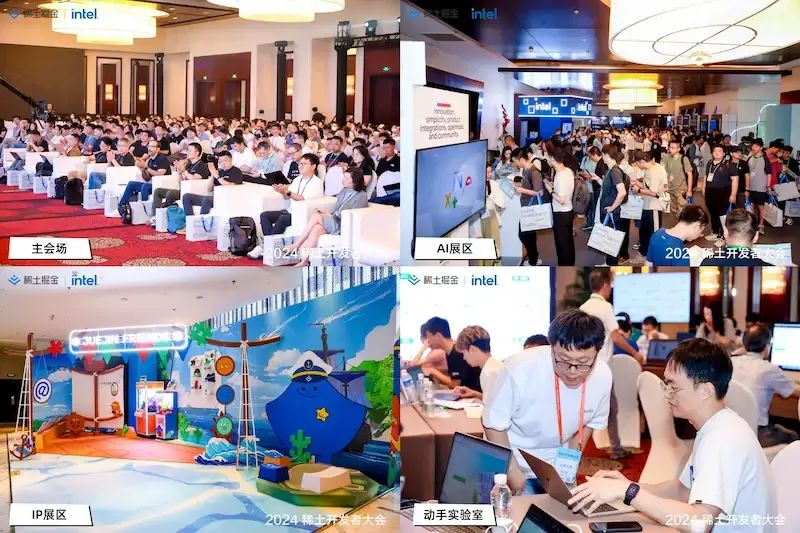 稀土掘金 intel.
主会场
2024 稀土开发者大会
稀土掘金 intel.
intel
innovation,
simplicity, product
integrations, openness,
and community.
AI展区
2024 稀土开发者大会
稀土掘金 intel.
JUEJIN FRIENDS
@
IP展区
2024 稀土开发者大会
稀土掘金 intel.
动手实验室
2024 稀土开发者大会